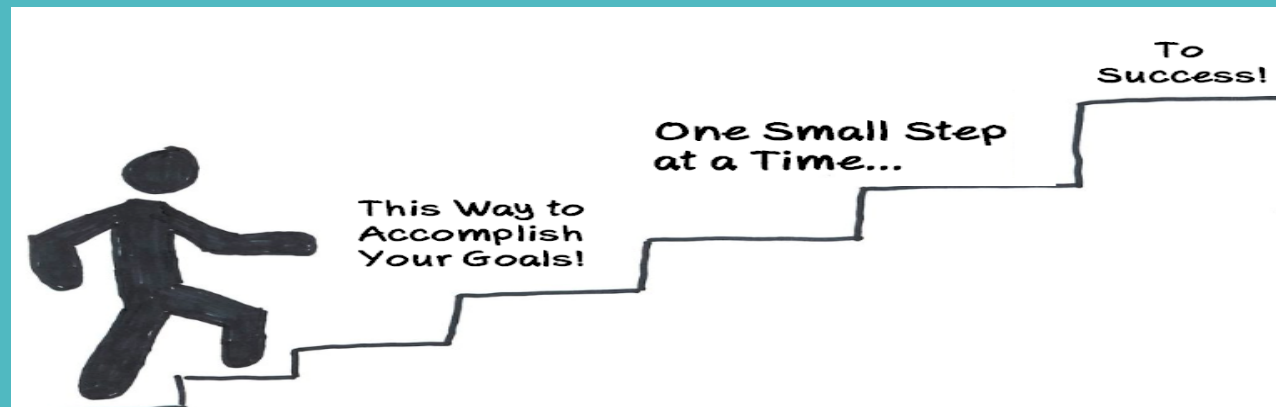 This Way to
Accomplish
Your Goals!
One Small Step
at a Time...
To
Success!